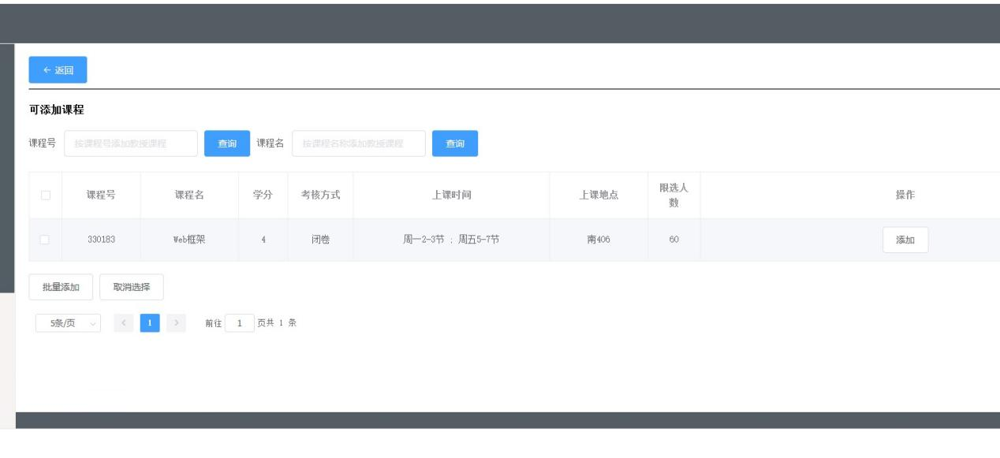 ← 返回
可添加课程
课程号 按课程号添加教授课程 查询 课程名 按课程名称添加教授课程 查询
课程号 课程名 学分 考核方式 上课时间 上课地点 限选人数 操作
330183 Web框架 4 闭卷 周一2-3节 ; 周五5-7节 南406 60 添加
批量添加 取消选择
5条/页 < 1 > 前往 1 页共 1 条